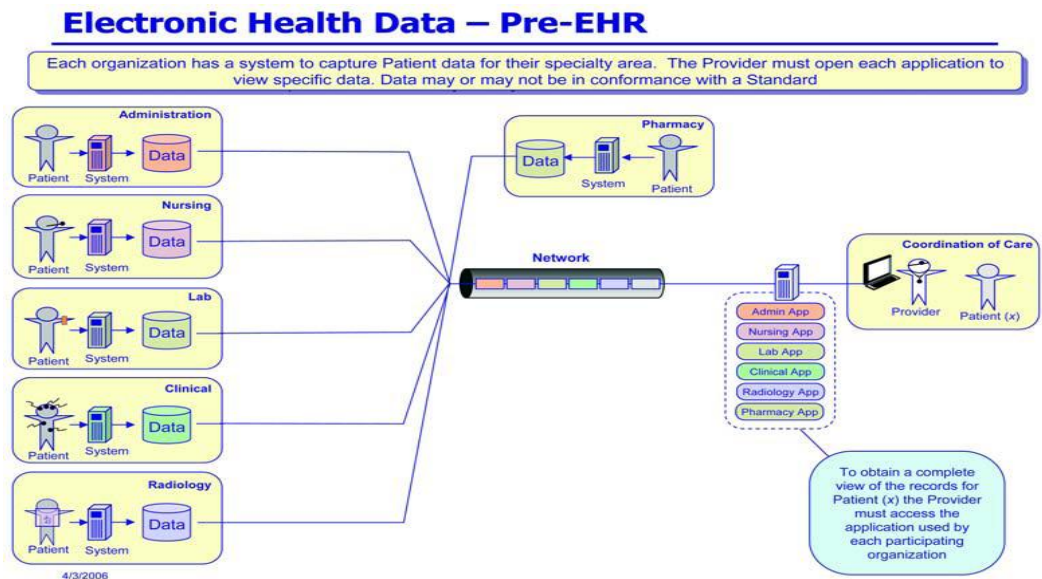 Electronic Health Data – Pre-EHR
Each organization has a system to capture Patient data for their specialty area. The Provider must open each application to
view specific data. Data may or may not be in conformance with a Standard
Administration
Data
Patient
System
Nursing
Data
Patient
System
Lab
Data
Patient
System
Clinical
Data
Patient
System
Radiology
Data
Patient
System
Pharmacy
Data
System
Patient
Network
Admin App
Nursing App
Lab App
Clinical App
Radiology App
Pharmacy App
Coordination of Care
Provider
Patient (x)
To obtain a complete
view of the records for
Patient (x) the Provider
must access the
application used by
each participating
organization
4/3/2006